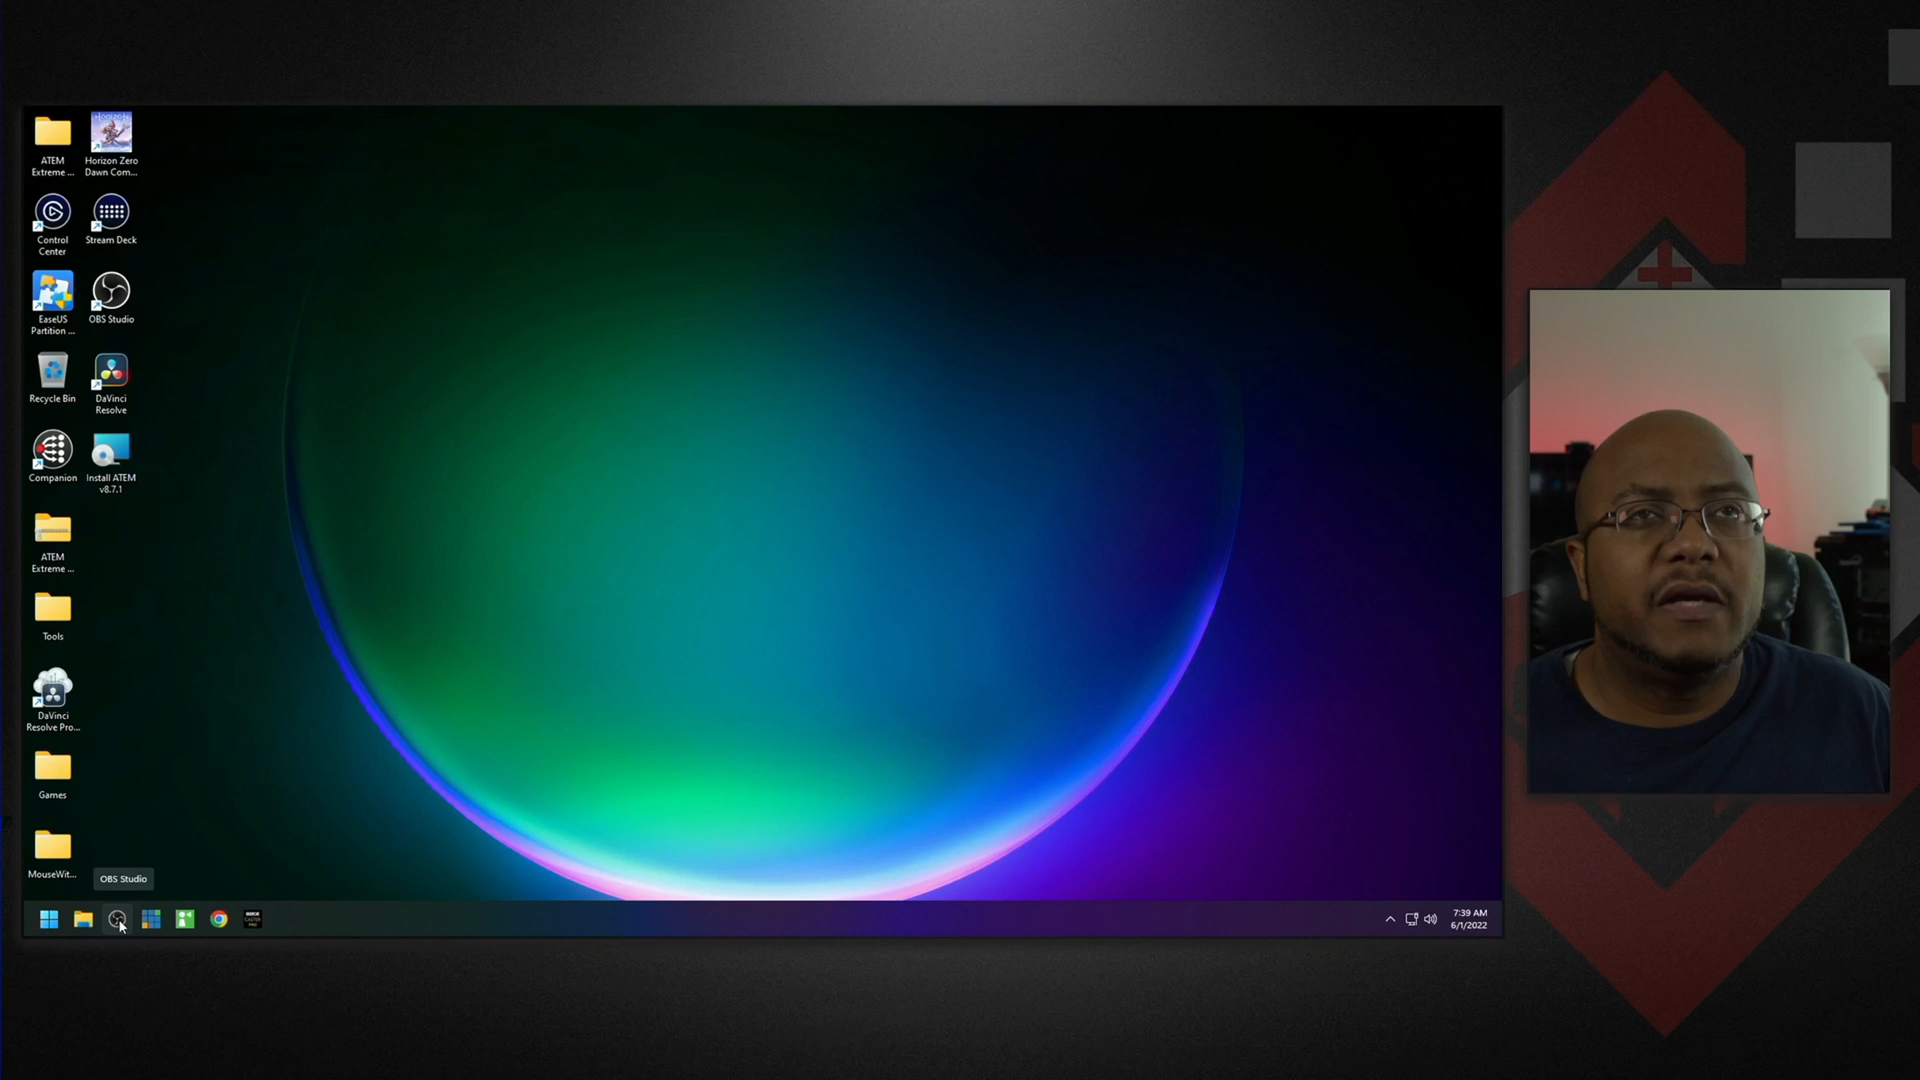 ATEM
Extreme ...
HORIZON
Horizon Zero
Dawn Com...
Control
Center
Stream Deck
EaseUS
Partition ...
OBS Studio
Recycle Bin
DaVinci
Resolve
Companion
Install ATEM
v8.7.1
ATEM
Extreme ...
Tools
DaVinci
Resolve Pro...
Games
MouseWit...
OBS Studio
7:39 AM
6/1/2022